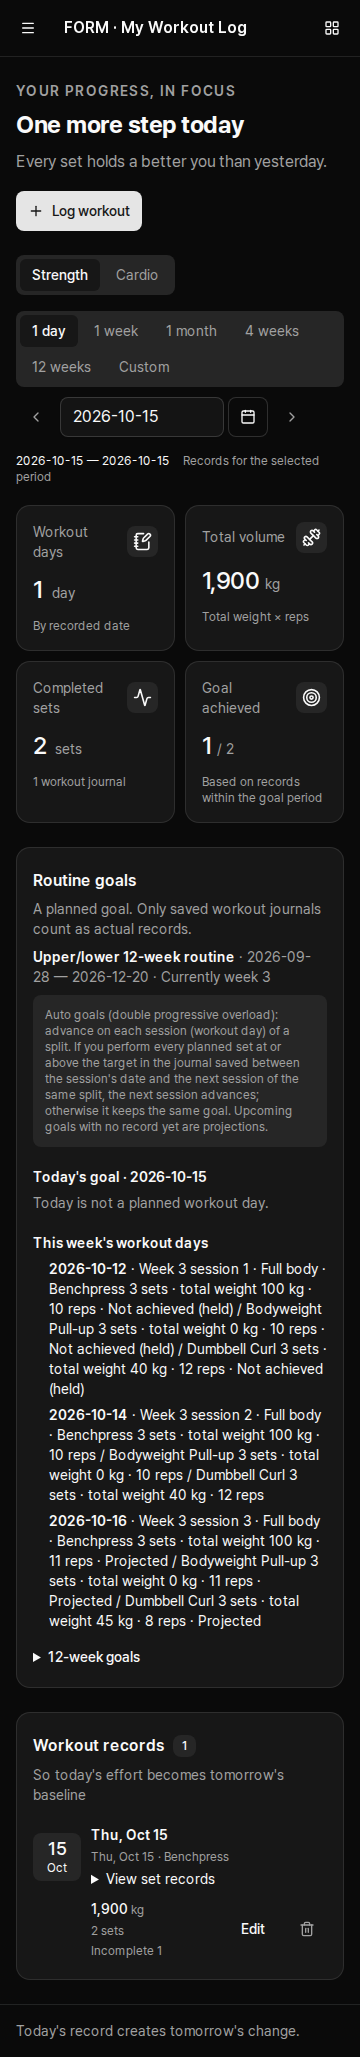 FORM · My Workout Log
YOUR PROGRESS, IN FOCUS
One more step today
Every set holds a better you than yesterday.
Log workout
Strength Cardio
1 day 1 week 1 month 4 weeks
12 weeks Custom
2026-10-15
2026-10-15 — 2026-10-15 Records for the selected
period
Workout
days
1 day
By recorded date
Total volume
1,900 kg
Total weight × reps
Completed
sets
2 sets
1 workout journal
Goal
achieved
1 / 2
Based on records
within the goal period
Routine goals
A planned goal. Only saved workout journals
count as actual records.
Upper/lower 12-week routine · 2026-09-
28 — 2026-12-20 · Currently week 3
Auto goals (double progressive overload):
advance on each session (workout day) of a
split. If you perform every planned set at or
above the target in the journal saved between
the session's date and the next session of the
same split, the next session advances;
otherwise it keeps the same goal. Upcoming
goals with no record yet are projections.
Today's goal · 2026-10-15
Today is not a planned workout day.
This week's workout days
2026-10-12 · Week 3 session 1 · Full body ·
Benchpress 3 sets · total weight 100 kg ·
10 reps · Not achieved (held) / Bodyweight
Pull-up 3 sets · total weight 0 kg · 10 reps ·
Not achieved (held) / Dumbbell Curl 3 sets ·
total weight 40 kg · 12 reps · Not achieved
(held)
2026-10-14 · Week 3 session 2 · Full body
· Benchpress 3 sets · total weight 100 kg ·
10 reps / Bodyweight Pull-up 3 sets · total
weight 0 kg · 10 reps / Dumbbell Curl 3
sets · total weight 40 kg · 12 reps
2026-10-16 · Week 3 session 3 · Full body
· Benchpress 3 sets · total weight 100 kg ·
11 reps · Projected / Bodyweight Pull-up 3
sets · total weight 0 kg · 11 reps ·
Projected / Dumbbell Curl 3 sets · total
weight 45 kg · 8 reps · Projected
12-week goals
Workout records 1
So today's effort becomes tomorrow's
baseline
15
Oct
Thu, Oct 15
Thu, Oct 15 · Benchpress
View set records
1,900 kg
2 sets
Incomplete 1
Edit
Today's record creates tomorrow's change.